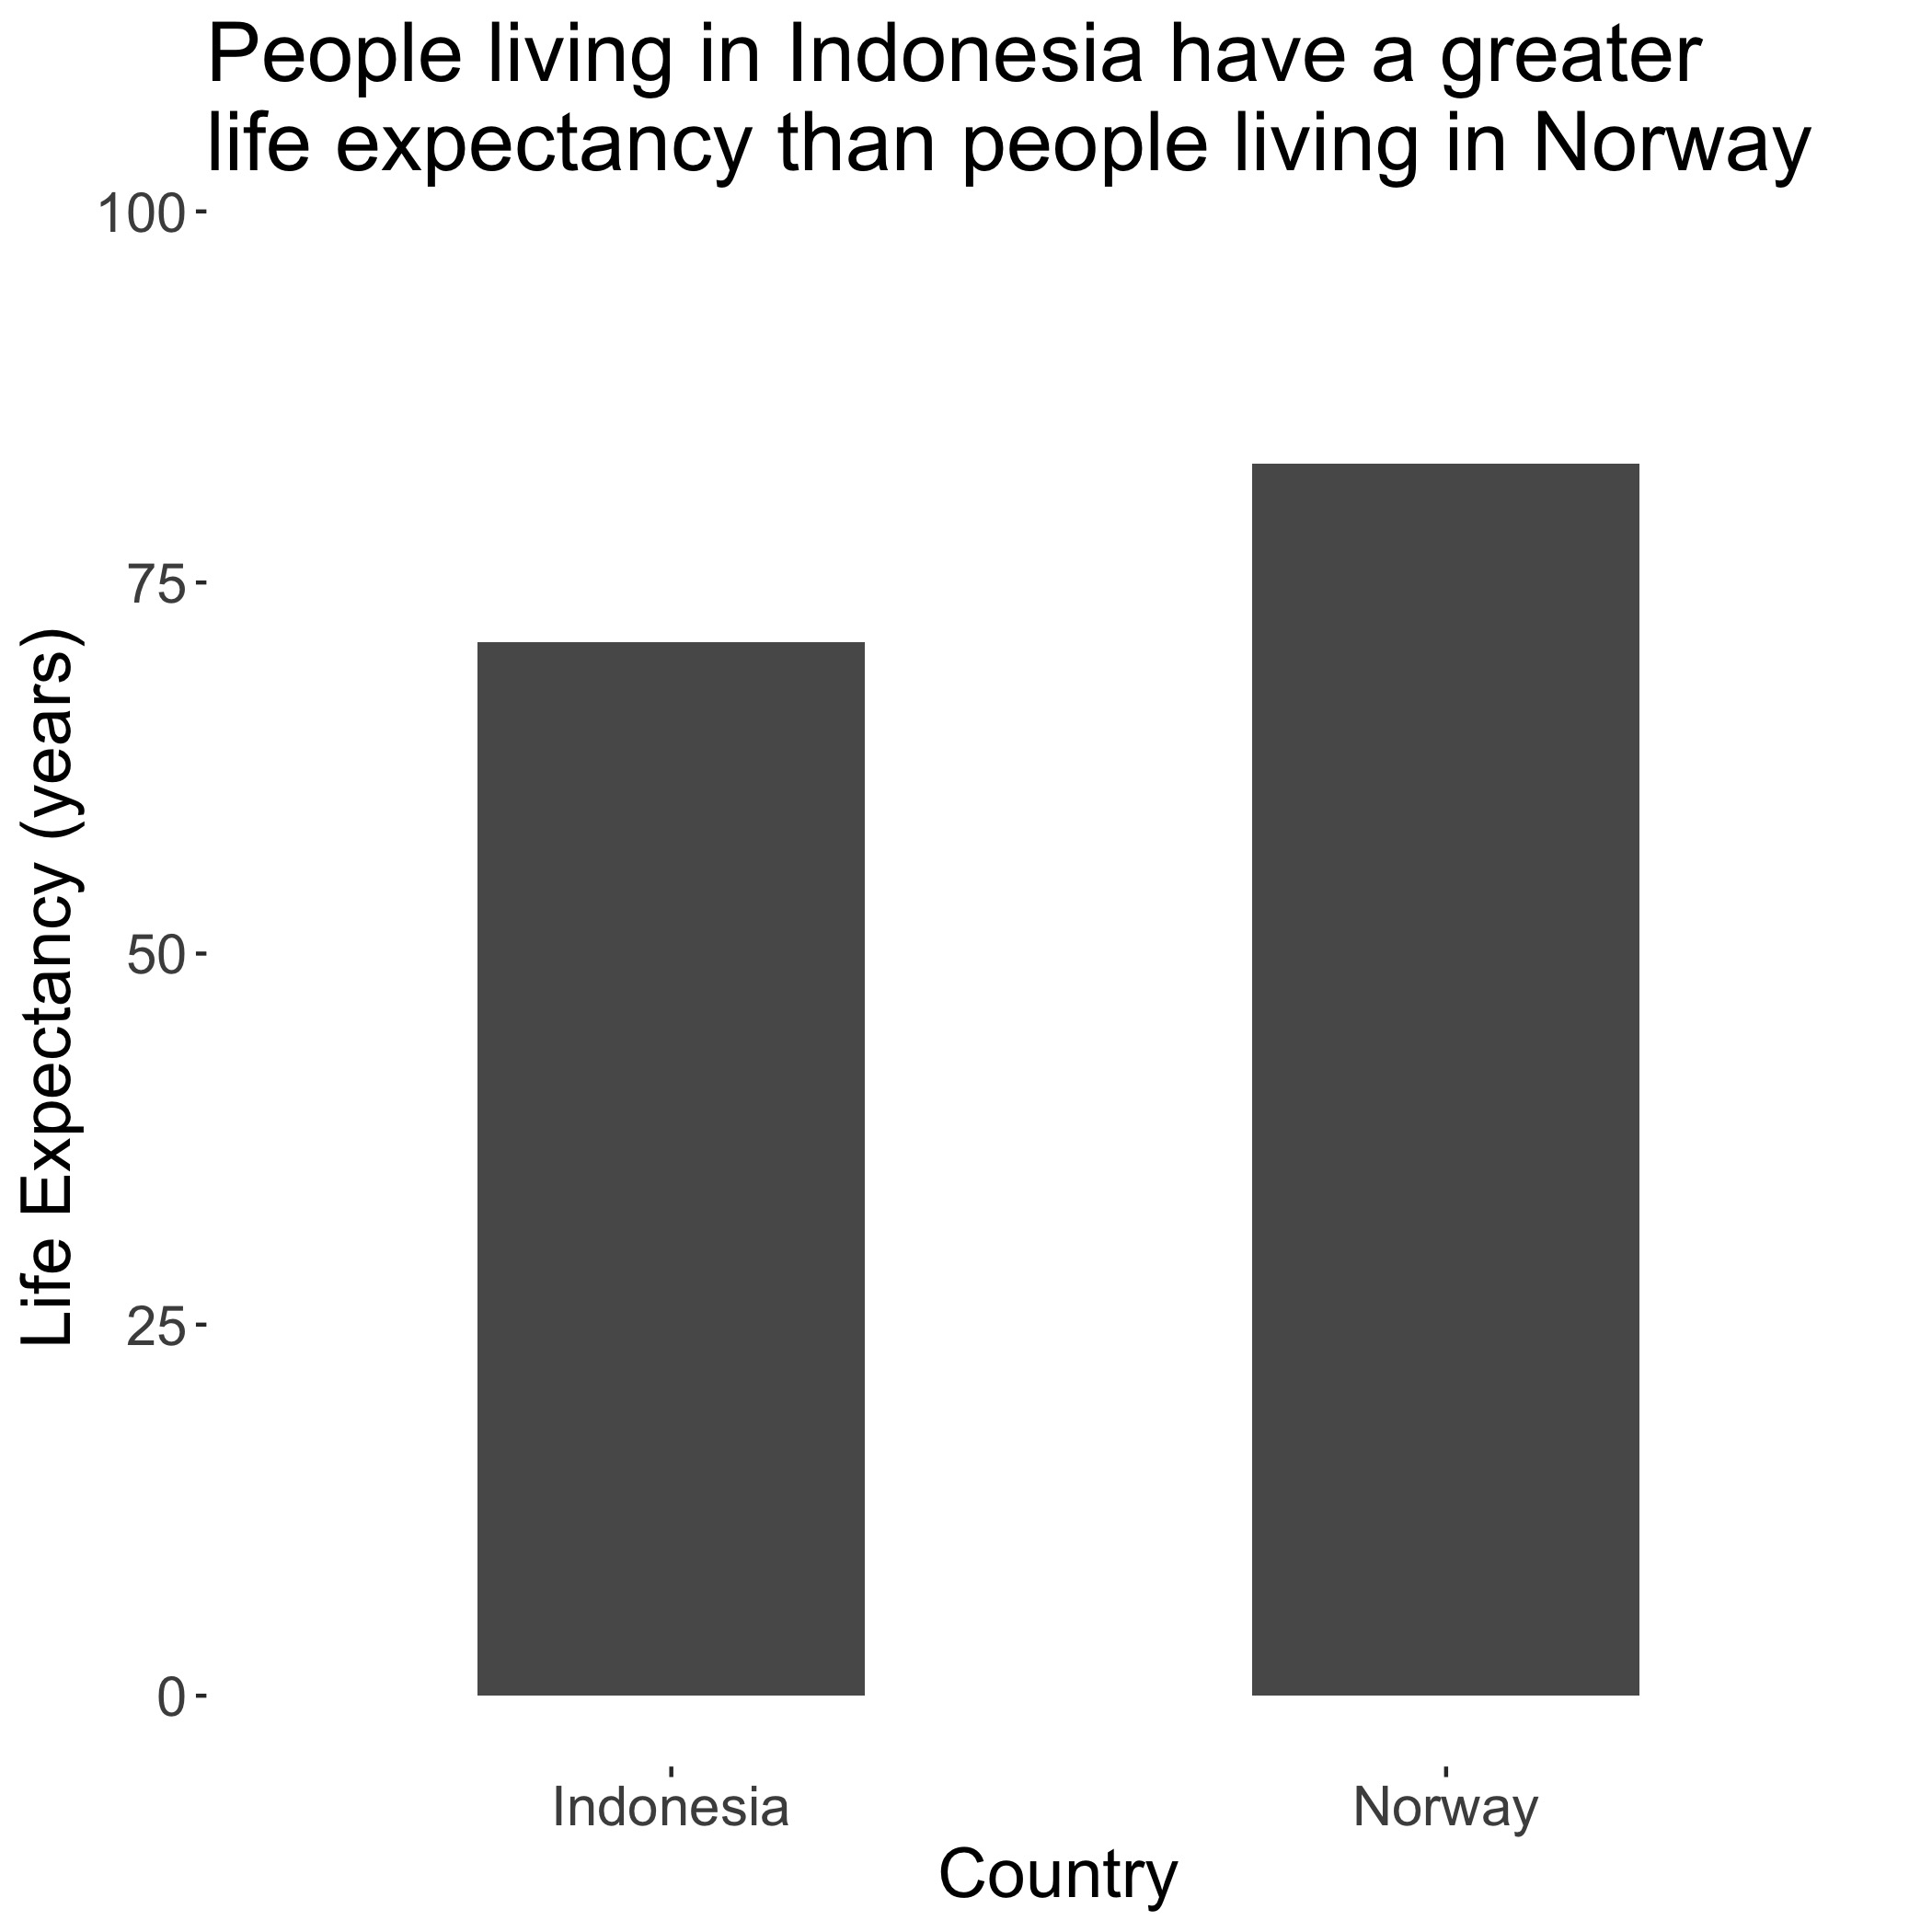 People living in Indonesia have a greater
life expectancy than people living in Norway
100
75
50
25
0
Life Expectancy (years)
Indonesia
Norway
Country